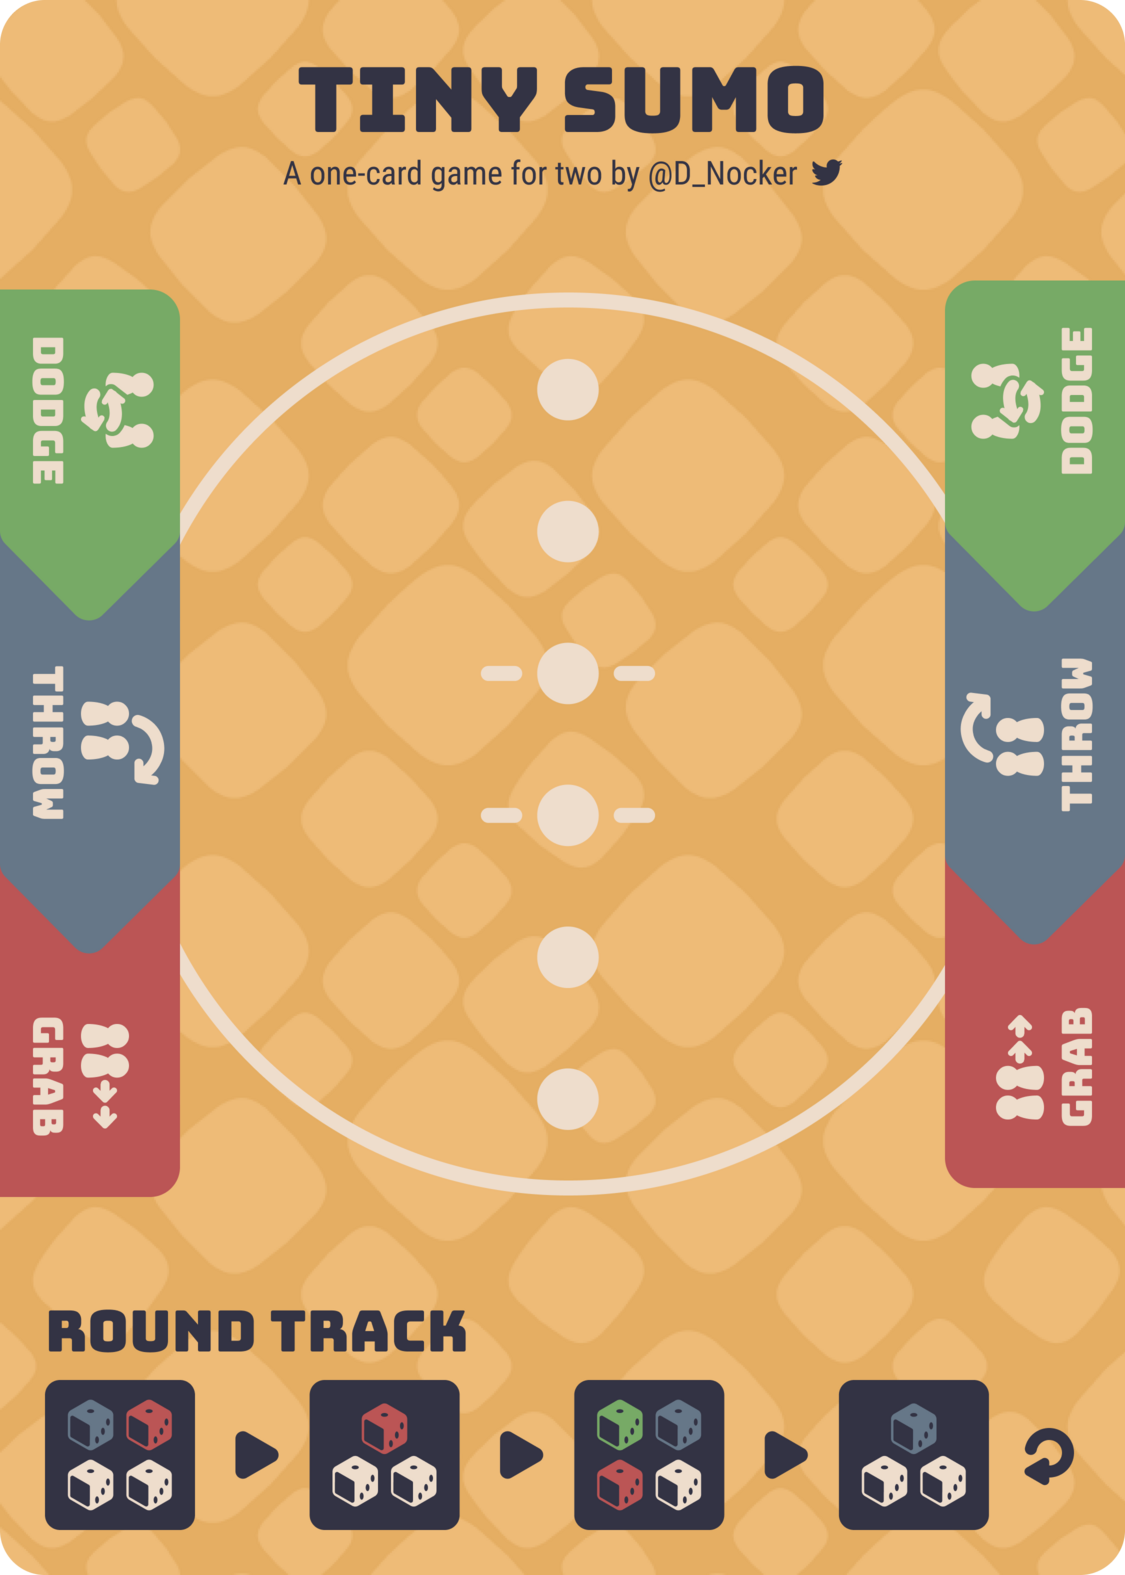 TINY SUMO
A one-card game for two by @D_Nocker
DODGE
THROW
GRAB
DODGE
THROW
GRAB
ROUND TRACK